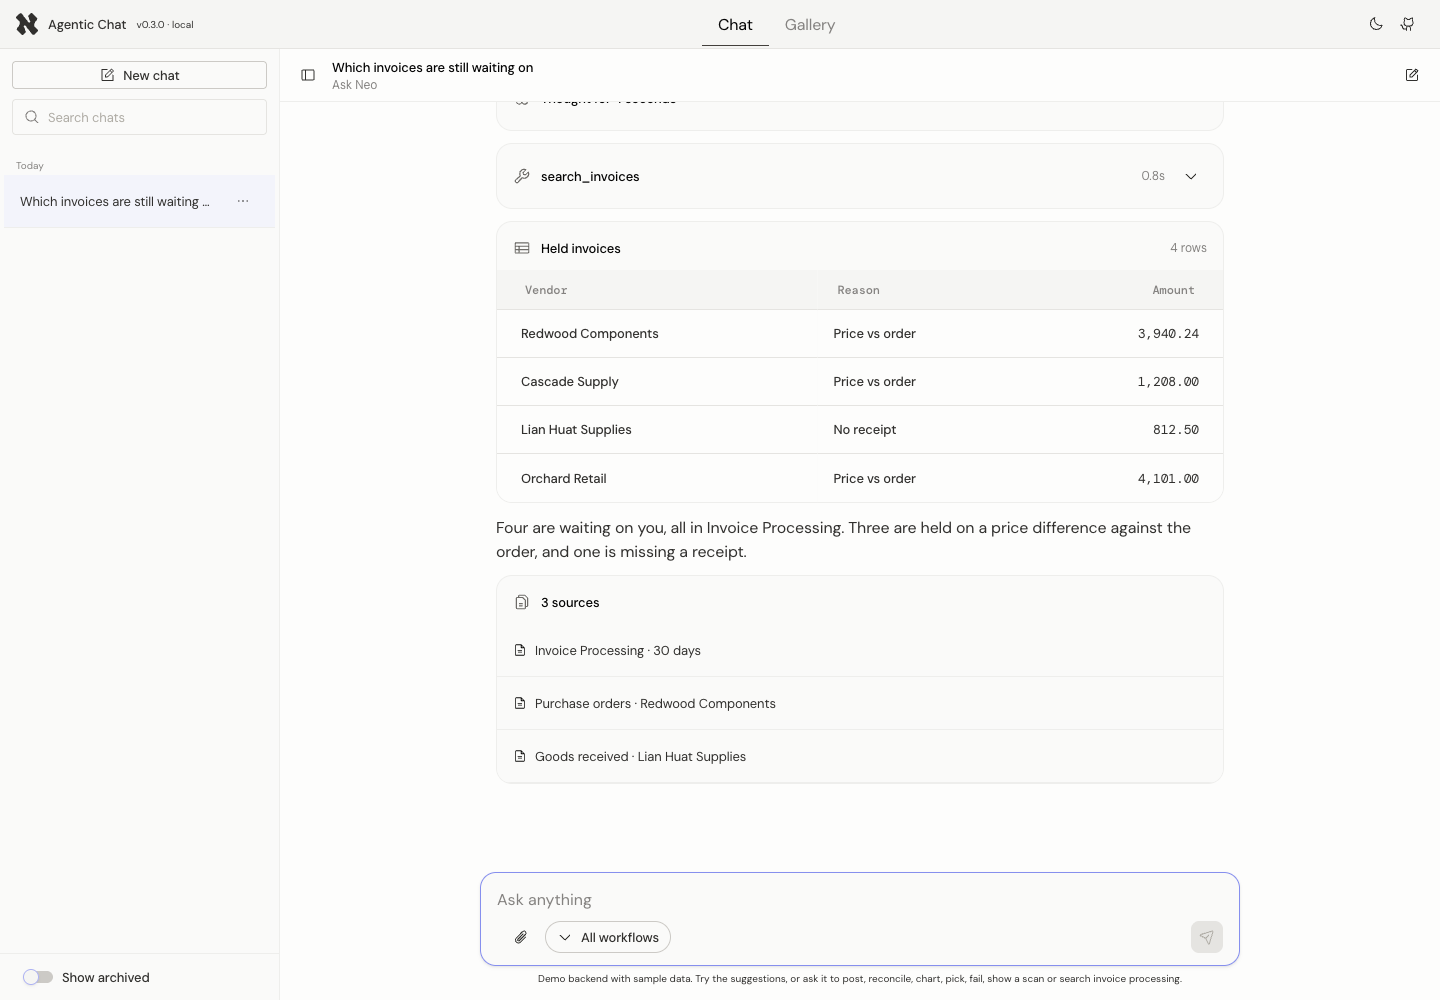 Agentic Chat v0.3.0 · local
Chat Gallery
New chat
Search chats
Today
Which invoices are still waiting ...
Show archived
Which invoices are still waiting on
Ask Neo
search_invoices 0.8s
Held invoices 4 rows
Vendor Reason Amount
Redwood Components Price vs order 3,940.24
Cascade Supply Price vs order 1,208.00
Lian Huat Supplies No receipt 812.50
Orchard Retail Price vs order 4,101.00
Four are waiting on you, all in Invoice Processing. Three are held on a price difference against the
order, and one is missing a receipt.
3 sources
Invoice Processing · 30 days
Purchase orders · Redwood Components
Goods received · Lian Huat Supplies
Ask anything
All workflows
Demo backend with sample data. Try the suggestions, or ask it to post, reconcile, chart, pick, fail, show a scan or search invoice processing.